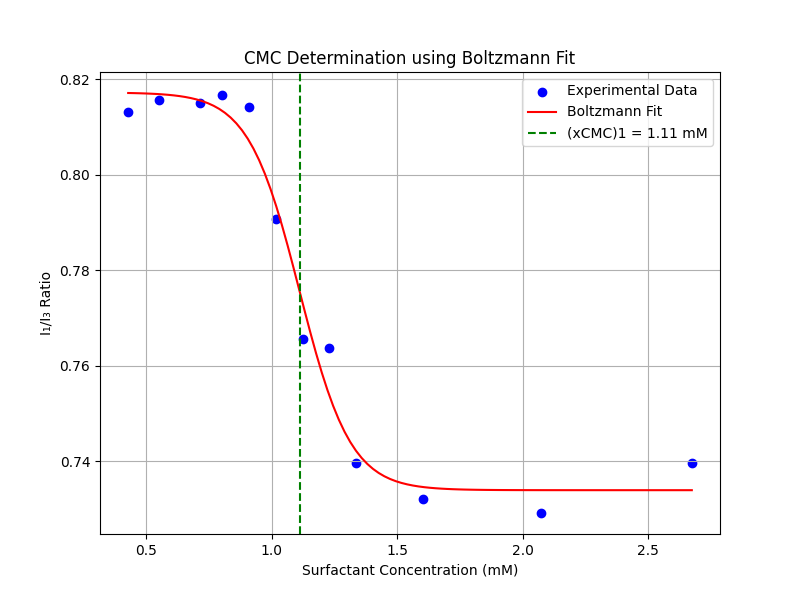 CMC Determination using Boltzmann Fit
Experimental Data
Boltzmann Fit
(xCMC)1 = 1.11 mM
I₁/I₃ Ratio
0.82
0.80
0.78
0.76
0.74
0.5
1.0
1.5
2.0
2.5
Surfactant Concentration (mM)